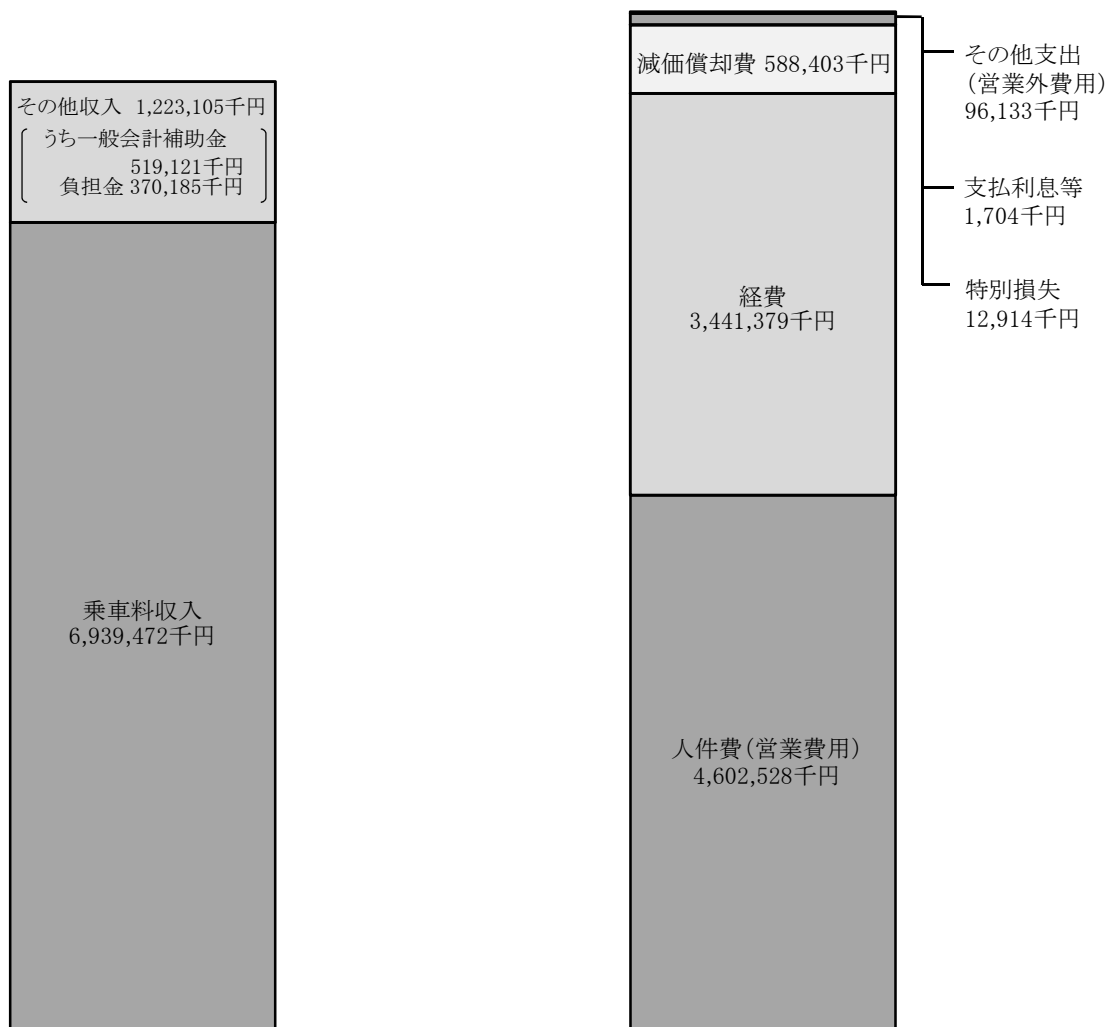 その他収入 1,223,105千円
うち一般会計補助金
519,121千円
負担金 370,185千円
乗車料収入
6,939,472千円
減価償却費 588,403千円
経費
3,441,379千円
人件費(営業費用)
4,602,528千円
その他支出
(営業外費用)
96,133千円
支払利息等
1,704千円
特別損失
12,914千円